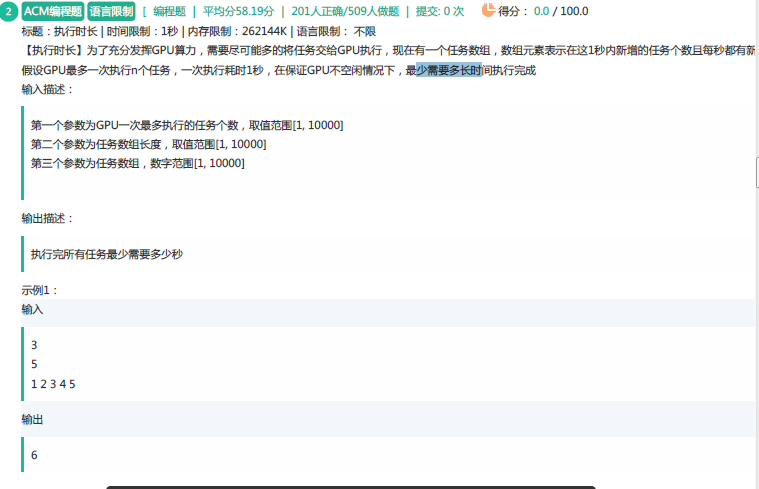 2 ACM编程题 语言限制 [ 编程题 | 平均分58.19分 | 201人正确/509人做题 | 提交: 0 次 得分： 0.0 / 100.0
标题：执行时长 | 时间限制：1秒 | 内存限制：262144K | 语言限制： 不限
【执行时长】为了充分发挥GPU算力，需要尽可能多的将任务交给GPU执行，现在有一个任务数组，数组元素表示在这1秒内新增的任务个数且每秒都有新
假设GPU最多一次执行n个任务，一次执行耗时1秒，在保证GPU不空闲情况下，最少需要多长时间执行完成
输入描述：
第一个参数为GPU一次最多执行的任务个数，取值范围[1, 10000]
第二个参数为任务数组长度，取值范围[1, 10000]
第三个参数为任务数组，数字范围[1, 10000]
输出描述：
执行完所有任务最少需要多少秒
示例1：
输入
3
5
1 2 3 4 5
输出
6